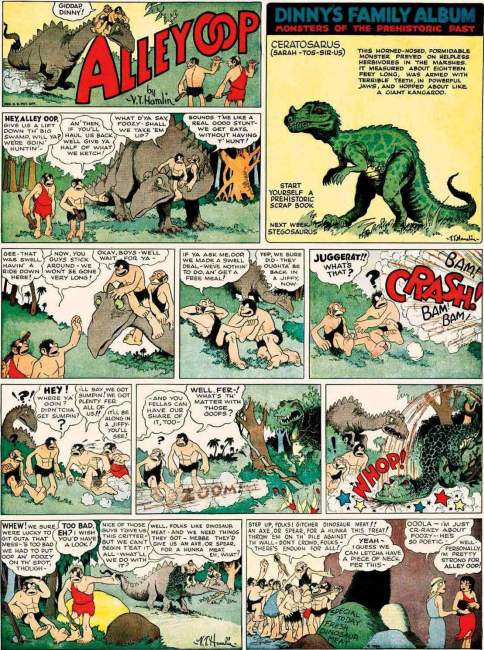 GIDDAP,
DINNY!
ALLEY OOP
by
V.T. HAMLIN
DINNY'S FAMILY ALBUM
MONSTERS OF THE PREHISTORIC PAST
CERATOSARUS
(SARAH-TOS-SIR-US)
THIS HORNED-NOSED, FORMIDABLE
MONSTER PREYED ON HELPLESS
HERBIVORES IN THE MARSHES.
IT MEASURED ABOUT EIGHTEEN
FEET LONG, WAS ARMED WITH
TERRIBLE TEETH, IN POWERFUL
JAWS, AND HOPPED ABOUT LIKE
A GIANT KANGAROO.
START
YOURSELF A
PREHISTORIC
SCRAP BOOK
NEXT WEEK-
STEGOSAURUS
V.T. Hamlin
HEY, ALLEY OOP,
GIVE US A LIFT
DOWN TH' BIG
SWAMP, WILL YA?
WE'RE GOIN'
HUNTIN'-
AN' THEN,
IF YOU'LL
HAUL US BACK,
WE'LL GIVE YA
HALF OF WHAT
WE KETCH!
WHAT D'YA SAY,
FOOZY- SHALL
WE TAKE 'EM
UP?
SOUNDS T'ME LIKE A
REAL GOOD STUNT-
WE GET EATS,
WITHOUT HAVING
T' HUNT!
GEE- THAT
WAS SWELL,
HAVIN' A
RIDE DOWN
HERE!
NOW, YOU
GUYS STICK
AROUND - WE
WON'T BE GONE
VERY LONG!
OKAY, BOYS- WELL
WAIT FOR YA-
IF YA ASK ME, OOP,
WE MADE A SWELL
DEAL- WE'VE NOTHIN'
TO DO, AN' GET A
FREE MEAL!
YEP, WE SURE
DID- THEY
OUGHTA' BE
BACK IN
A JIFFY,
NOW.
JUGGERAT!!
WHAT'S
THAT?
BAM!
CRASH!
BAM
BAM!
?!
HEY!
WHERE YA'
GOIN'?
DIDN'TCHA
GET SUMPIN'?
I'LL SAY WE GOT
SUMPIN'! WE GOT
PLENTY FER
ALL OF
US!
IT'LL BE
ALONG IN
A JIFFY-
YOU'LL
SEE!
?
AND YOU
FELLAS CAN
HAVE OUR
SHARE OF
IT, TOO-
WELL, FER-!
WHAT'S TH'
MATTER WITH
THOSE
GOOFS?
ZOOM!
WHOP!
WHEW! WE SURE
WERE LUCKY TO
GIT OUTA THAT
MESS- 'S TOO BAD
WE HAD TO PUT
OOP AN' FOOZY
ON TH' SPOT,
THOUGH-
TOO BAD,
EH? I
WISH YOU'D
HAVE
A LOOK!
NICE OF THOSE
GUYS T'GIVE US
THIS CRITTER-
BUT WE CAN'T
BEGIN T'EAT IT
ALL- WHAT'LL
WE DO
WITH IT?
WELL, FOLKS LIKE DINOSAUR
MEAT- AND WE NEED THINGS
THEY GOT - MEBBE THEY'D
GIVE US AN AXE, OR SPEAR,
FOR A HUNKA MEAT,
EH, WHAT?
V.T. Hamlin
STEP UP, FOLKS! GITCHER DINOSAUR MEAT!!
AN AXE, OR SPEAR, FOR A HUNKA THIS TREAT!
THROW 'EM ON TH' PILE AGAINST
TH' WALL- DON'T CROWD, FOLKS-
THERE'S ENOUGH FOR ALL!
YEAH-
I GUESS WE
CAN LETCHA HAVE
A PIECE OF NECK
FER THIS-
SPECIAL
TODAY
FRESH
DINOSAUR
MEAT
OOOLA - I'M JUST
CR-RAZY ABOUT
FOOZY- HE'S
SO POETIC-
WELL-
PERSONALLY,
I'M PRETTY
STRONG FOR
ALLEY OOP!